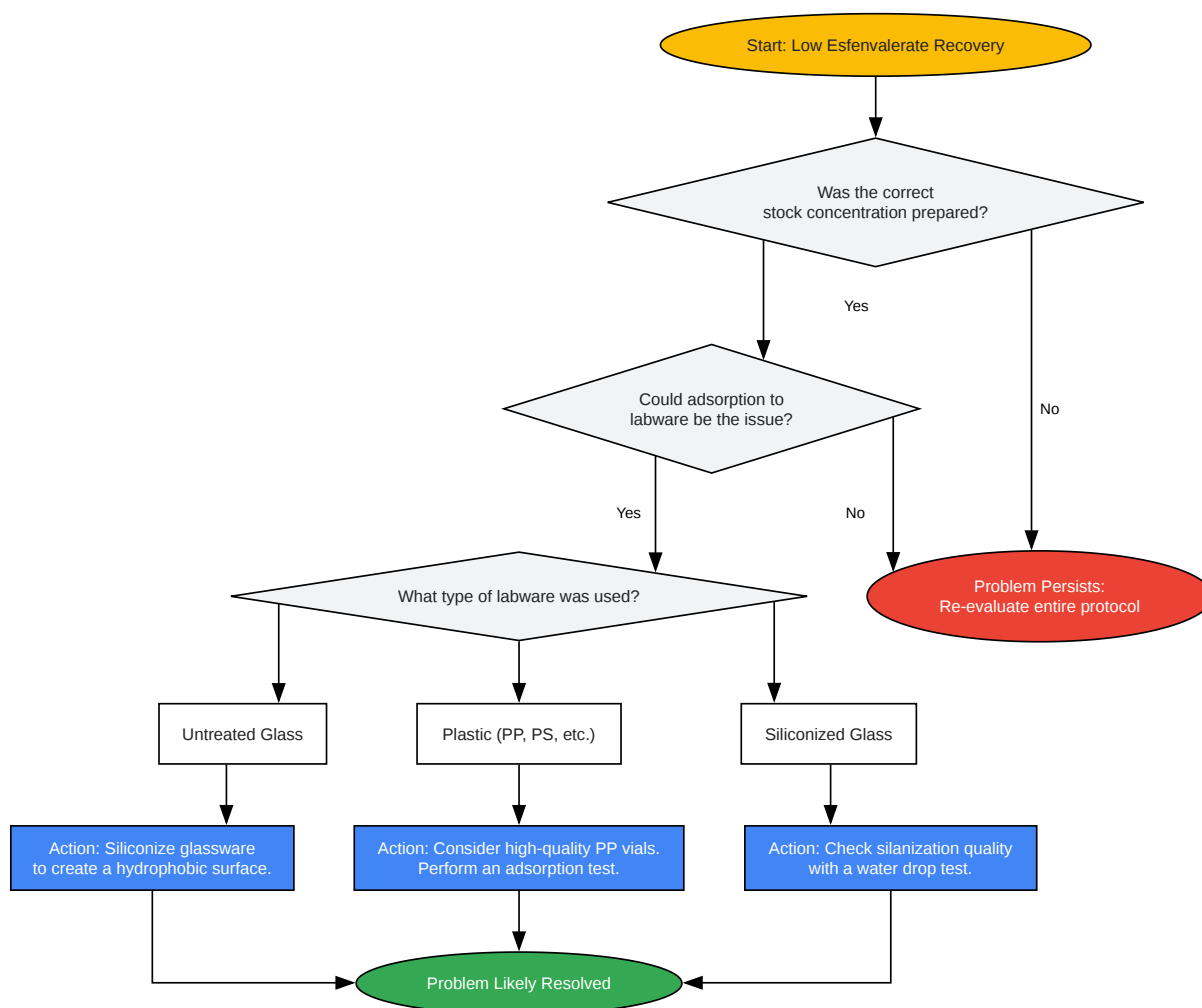 Start: Low Esfenvalerate Recovery
Was the correct
stock concentration prepared?
Yes
No
Could adsorption to
labware be the issue?
Yes
No
What type of labware was used?
Problem Persists:
Re-evaluate entire protocol
Untreated Glass
Plastic (PP, PS, etc.)
Siliconized Glass
Action: Siliconize glassware
to create a hydrophobic surface.
Action: Consider high-quality PP vials.
Perform an adsorption test.
Action: Check silanization quality
with a water drop test.
Problem Likely Resolved